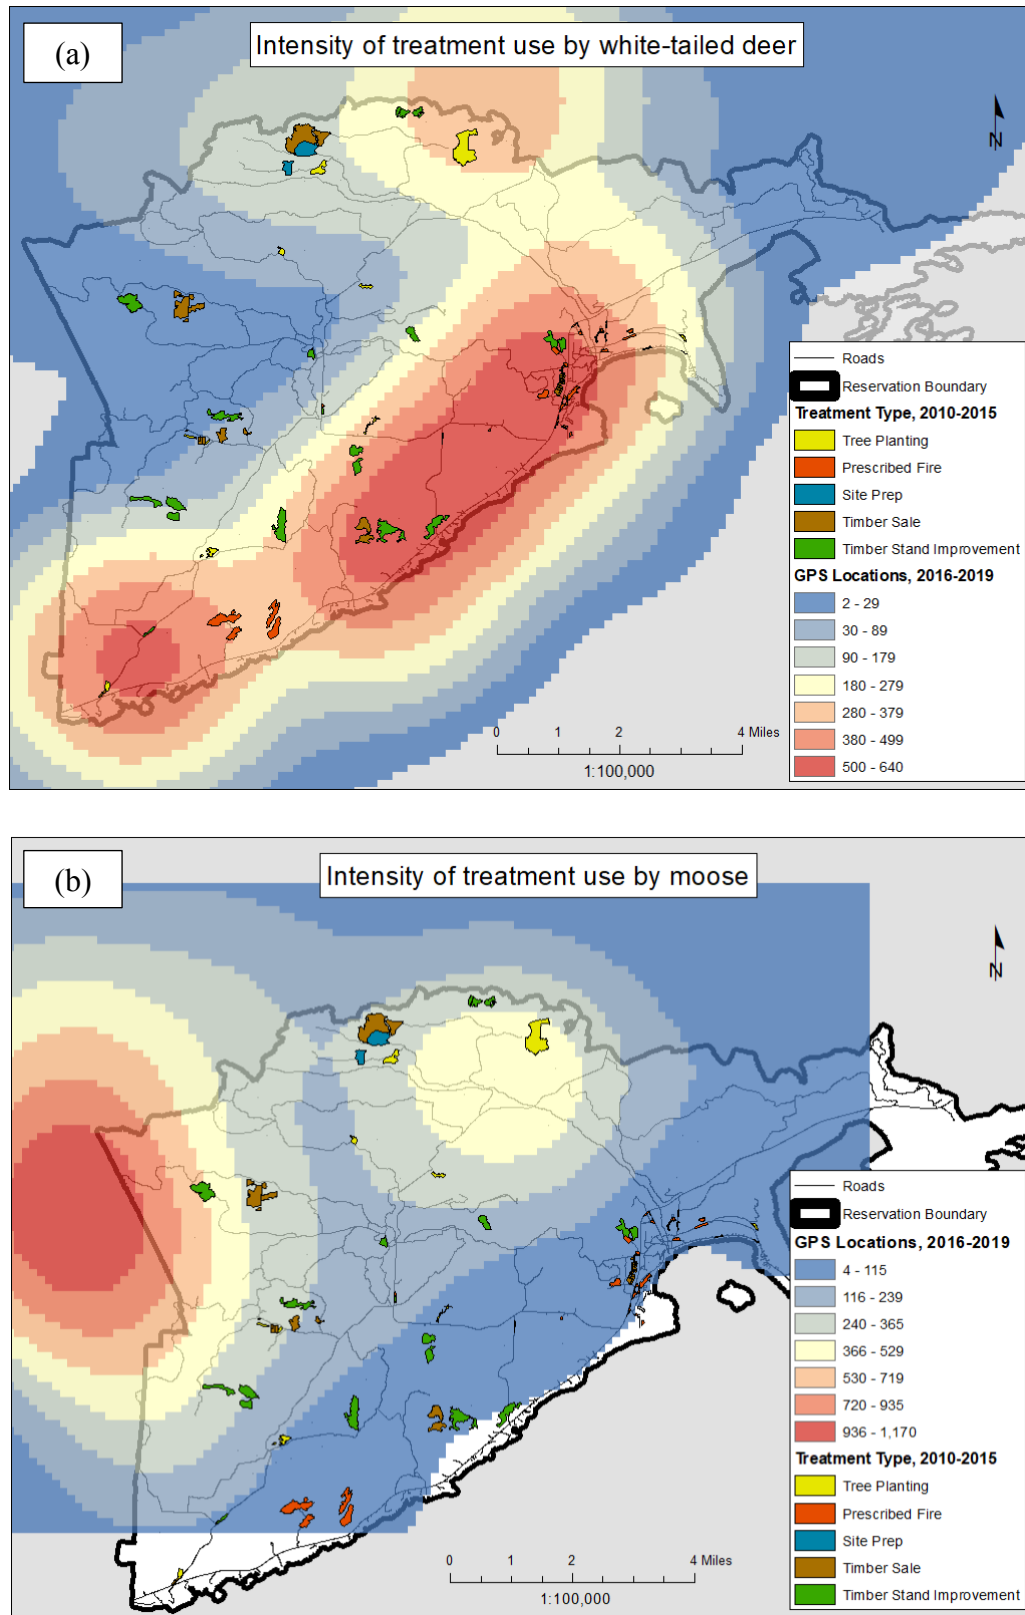 (a)
Intensity of treatment use by white-tailed deer
N
Roads
Reservation Boundary
Treatment Type, 2010-2015
Tree Planting
Prescribed Fire
Site Prep
Timber Sale
Timber Stand Improvement
GPS Locations, 2016-2019
2 - 29
30 - 89
90 - 179
180 - 279
280 - 379
380 - 499
500 - 640
0 1 2 4 Miles
1:100,000
(b)
Intensity of treatment use by moose
N
Roads
Reservation Boundary
GPS Locations, 2016-2019
4 - 115
116 - 239
240 - 365
366 - 529
530 - 719
720 - 935
936 - 1,170
Treatment Type, 2010-2015
Tree Planting
Prescribed Fire
Site Prep
Timber Sale
Timber Stand Improvement
0 1 2 4 Miles
1:100,000